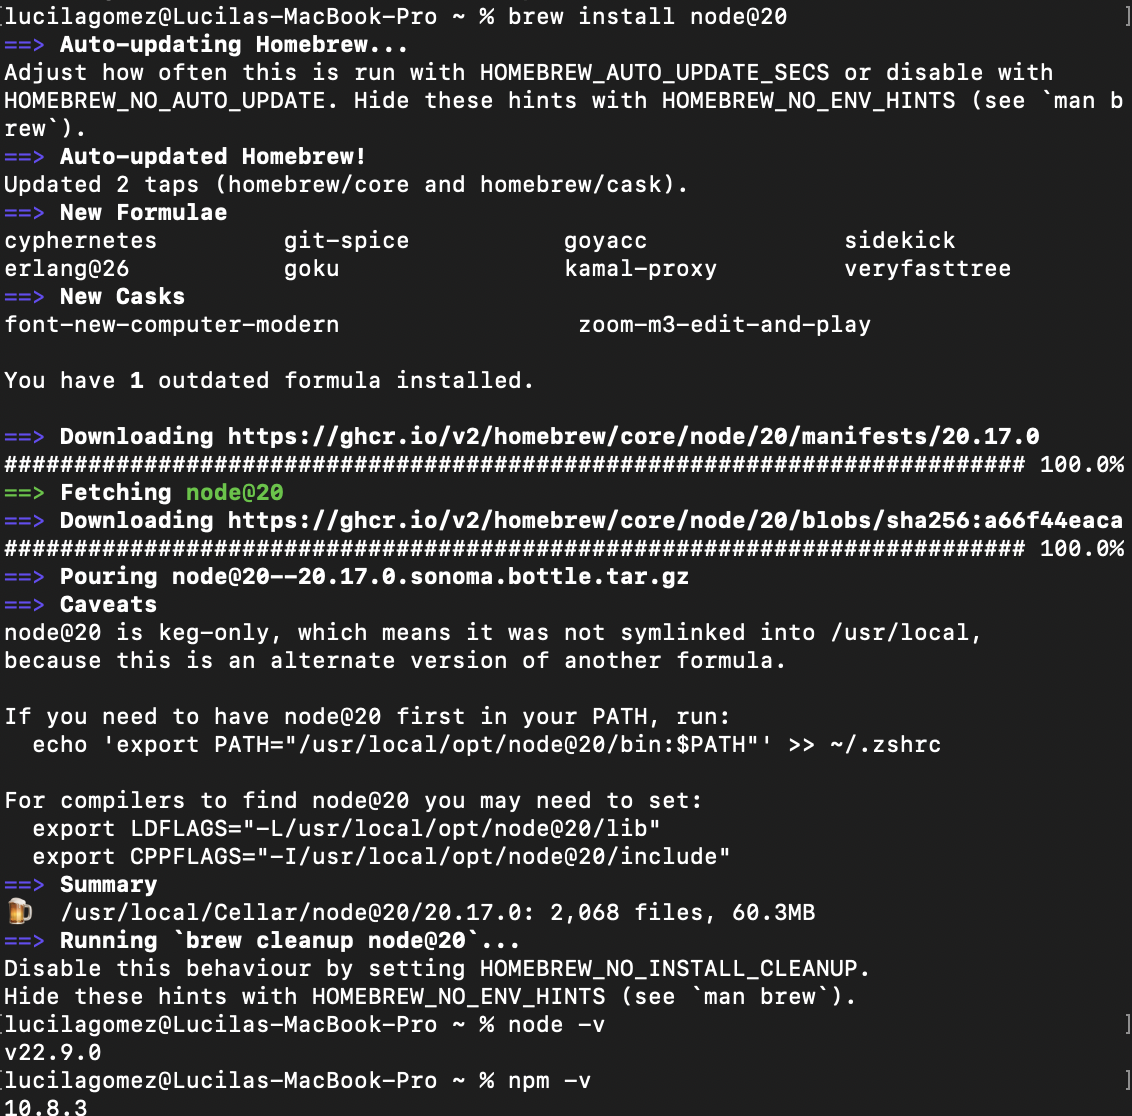 [lucilagomez@Lucilas-MacBook-Pro ~ % brew install node@20 ]
==> Auto-updating Homebrew...
Adjust how often this is run with HOMEBREW_AUTO_UPDATE_SECS or disable with
HOMEBREW_NO_AUTO_UPDATE. Hide these hints with HOMEBREW_NO_ENV_HINTS (see `man b
rew`).
==> Auto-updated Homebrew!
Updated 2 taps (homebrew/core and homebrew/cask).
==> New Formulae
cyphernetes git-spice goyacc sidekick
erlang@26 goku kamal-proxy veryfasttree
==> New Casks
font-new-computer-modern zoom-m3-edit-and-play
You have 1 outdated formula installed.
==> Downloading https://ghcr.io/v2/homebrew/core/node/20/manifests/20.17.0
######################################################################### 100.0%
==> Fetching node@20
==> Downloading https://ghcr.io/v2/homebrew/core/node/20/blobs/sha256:a66f44eaca
######################################################################### 100.0%
==> Pouring node@20--20.17.0.sonoma.bottle.tar.gz
==> Caveats
node@20 is keg-only, which means it was not symlinked into /usr/local,
because this is an alternate version of another formula.
If you need to have node@20 first in your PATH, run:
echo 'export PATH="/usr/local/opt/node@20/bin:$PATH"' >> ~/.zshrc
For compilers to find node@20 you may need to set:
export LDFLAGS="-L/usr/local/opt/node@20/lib"
export CPPFLAGS="-I/usr/local/opt/node@20/include"
==> Summary
🍺 /usr/local/Cellar/node@20/20.17.0: 2,068 files, 60.3MB
==> Running `brew cleanup node@20`...
Disable this behaviour by setting HOMEBREW_NO_INSTALL_CLEANUP.
Hide these hints with HOMEBREW_NO_ENV_HINTS (see `man brew`).
[lucilagomez@Lucilas-MacBook-Pro ~ % node -v ]
v22.9.0
[lucilagomez@Lucilas-MacBook-Pro ~ % npm -v ]
10.8.3